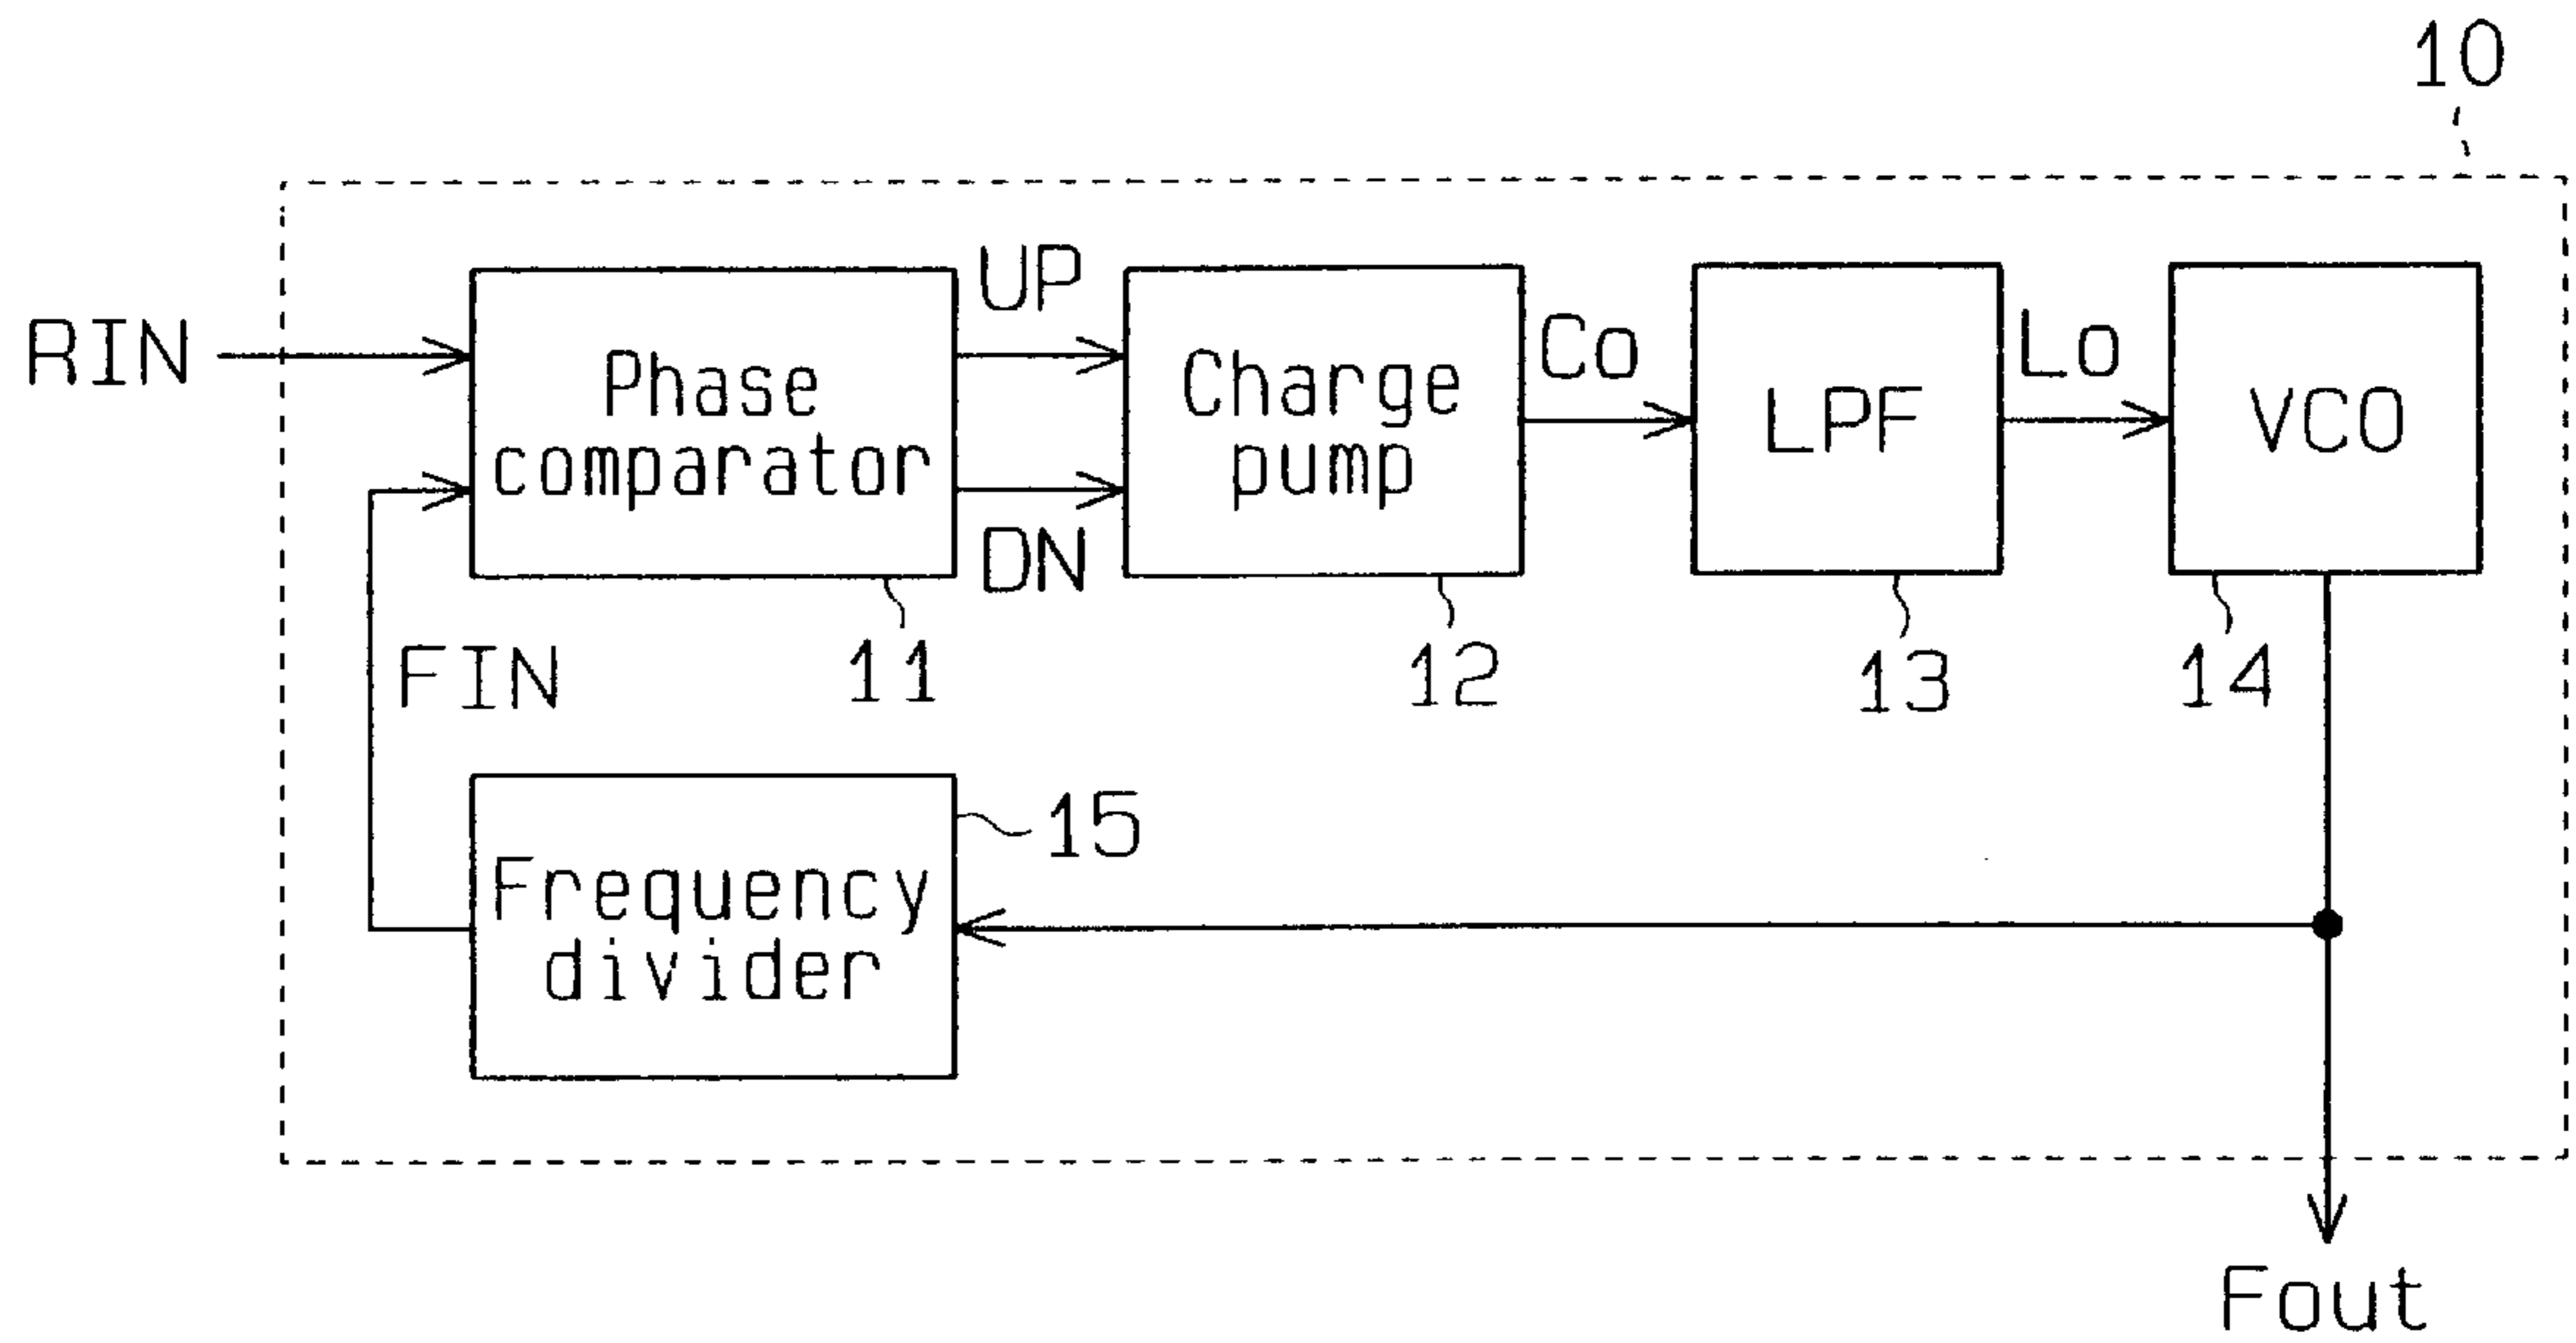 10
RIN
Phase
comparator
UP
DN
Charge
pump
Co
LPF
Lo
VCO
FIN
11
12
13
14
15
Frequency
divider
Fout